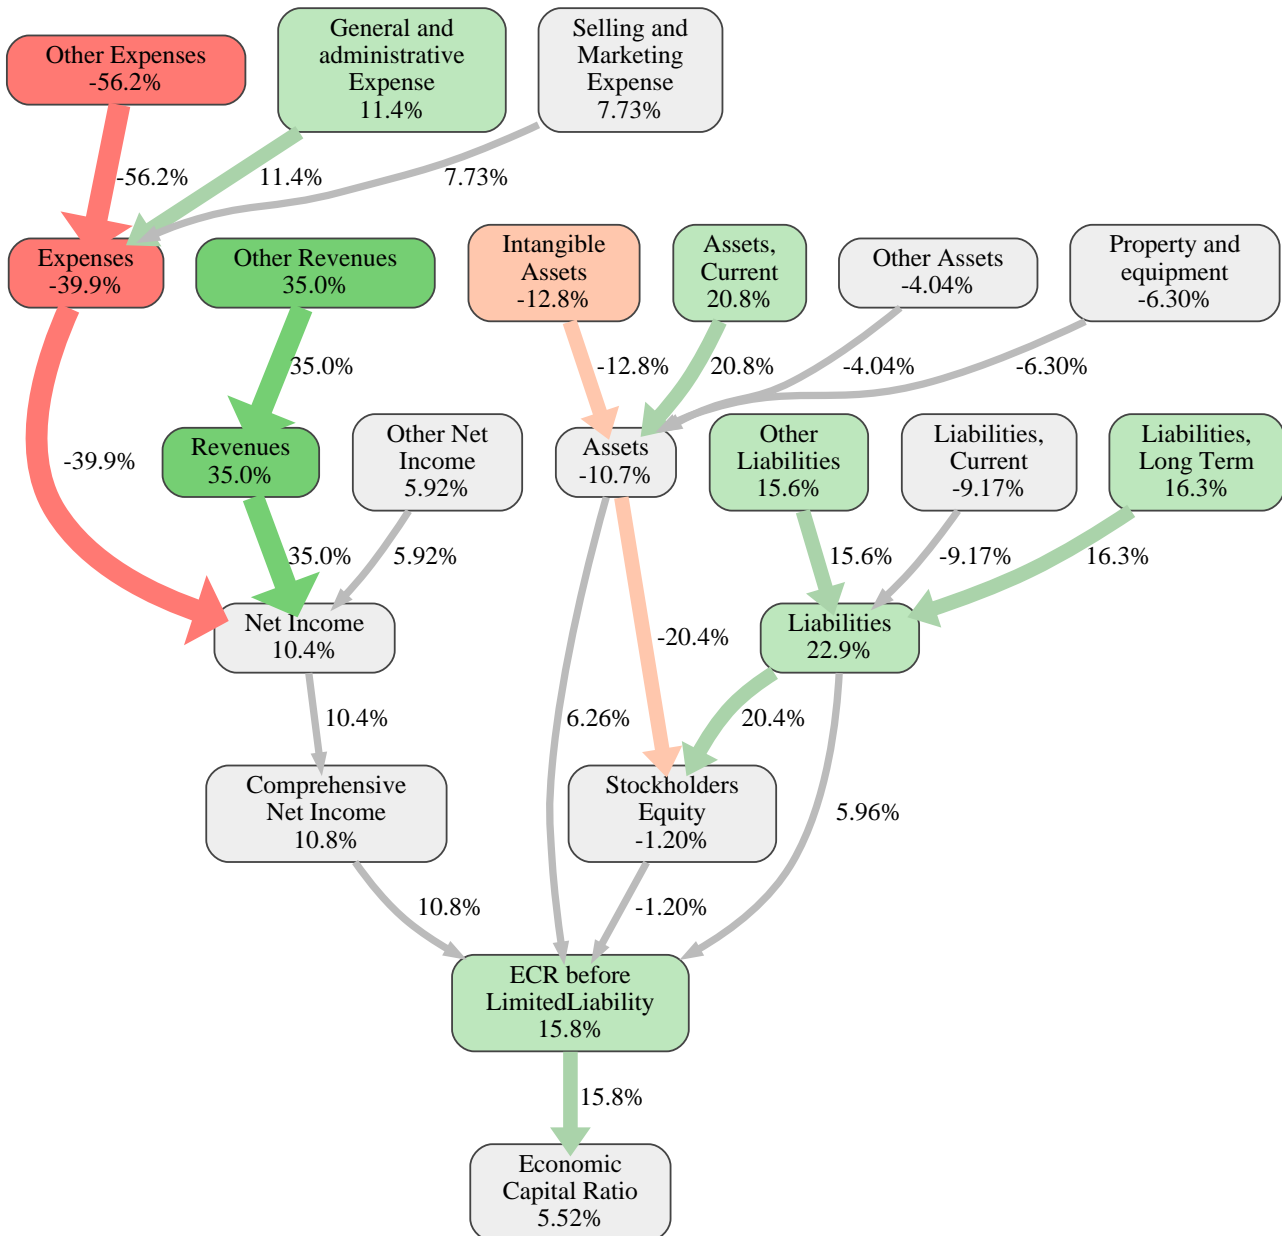 Other Expenses
-56.2%
General and
administrative
Expense
11.4%
Selling and
Marketing
Expense
7.73%
-56.2%
11.4%
7.73%
Expenses
-39.9%
Other Revenues
35.0%
Intangible
Assets
-12.8%
Assets,
Current
20.8%
Other Assets
-4.04%
Property and
equipment
-6.30%
35.0%
-12.8%
20.8%
-4.04%
-6.30%
-39.9%
Revenues
35.0%
Other Net
Income
5.92%
Assets
-10.7%
Other
Liabilities
15.6%
Liabilities,
Current
-9.17%
Liabilities,
Long Term
16.3%
35.0%
5.92%
15.6%
-9.17%
16.3%
Net Income
10.4%
-20.4%
Liabilities
22.9%
10.4%
6.26%
20.4%
Comprehensive
Net Income
10.8%
Stockholders
Equity
-1.20%
5.96%
10.8%
-1.20%
ECR before
LimitedLiability
15.8%
15.8%
Economic
Capital Ratio
5.52%